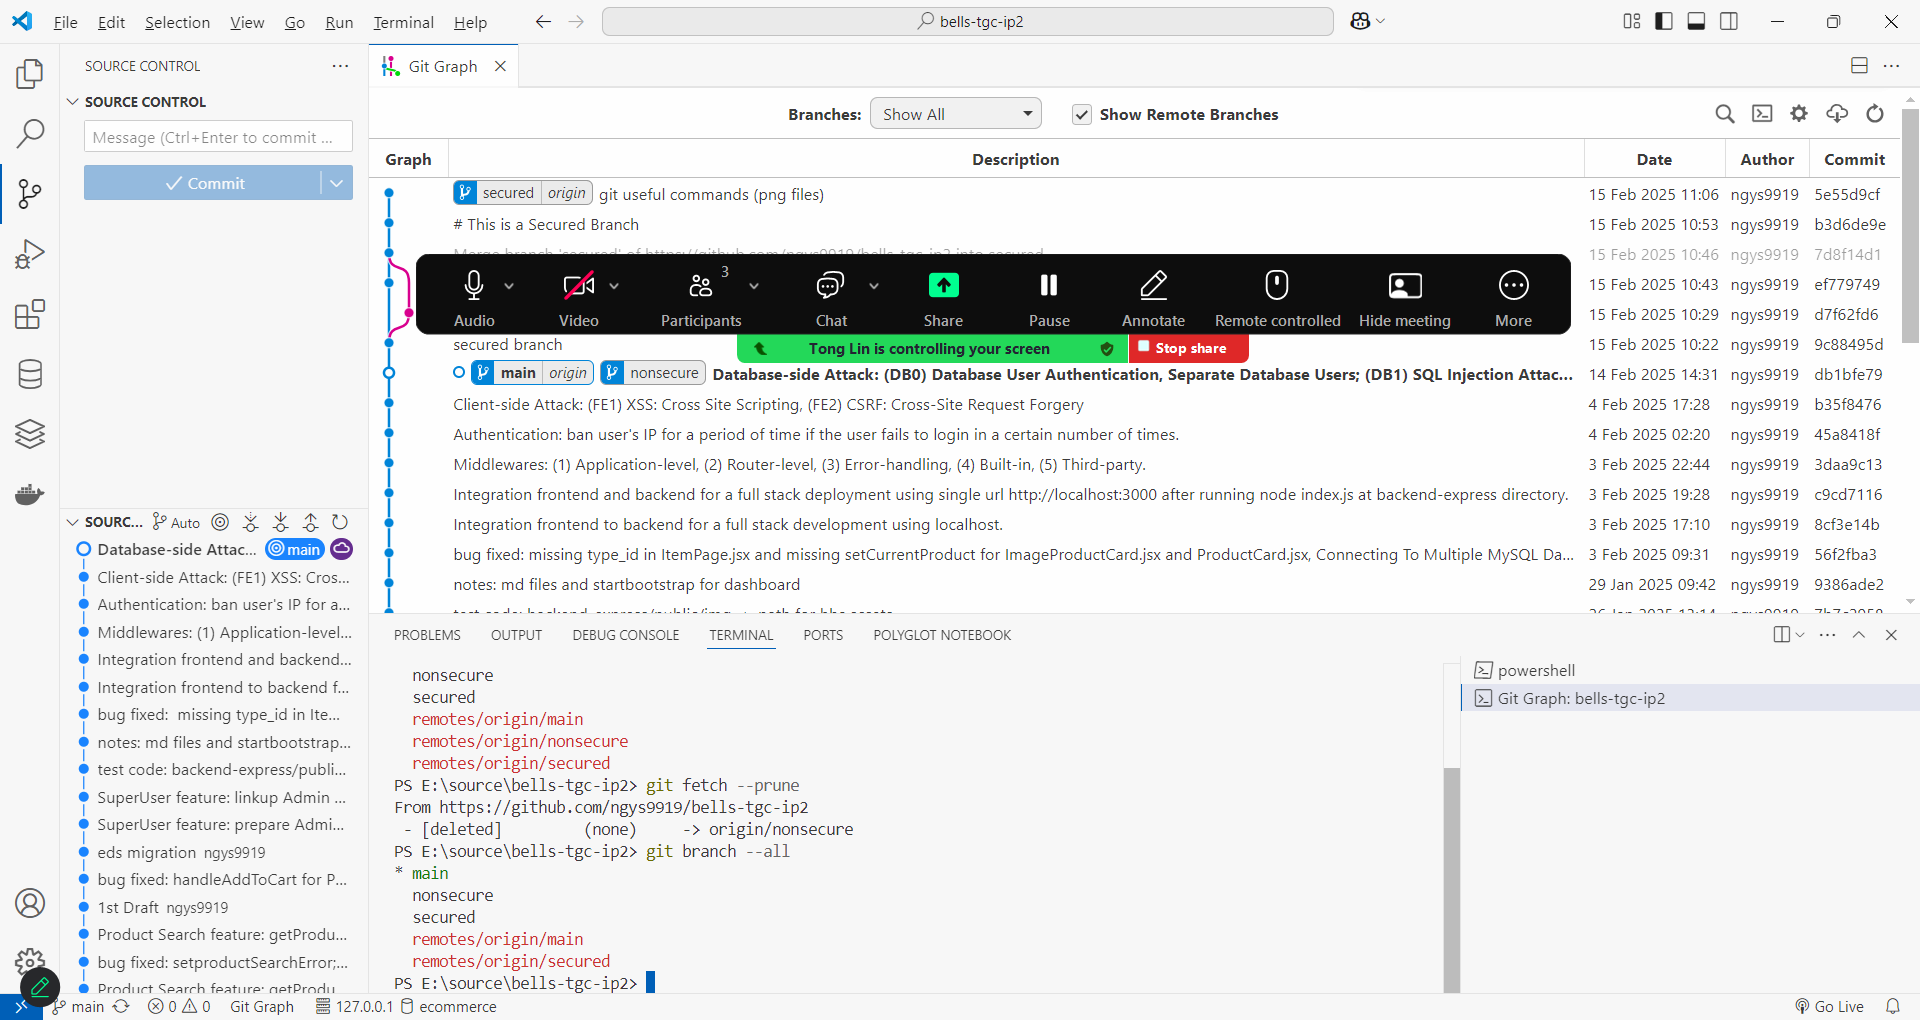 File Edit Selection View Go Run Terminal Help
bells-tgc-ip2
SOURCE CONTROL
SOURCE CONTROL
Message (Ctrl+Enter to commit ...
Commit
Git Graph
Branches: Show All Show Remote Branches
Graph Description Date Author Commit
secured origin git useful commands (png files) 15 Feb 2025 11:06 ngys9919 5e55d9cf
# This is a Secured Branch 15 Feb 2025 10:53 ngys9919 b3d6de9e
Merge branch 'secured' of https://github.com/ngys9919/bells-tgc-ip2 into secured 15 Feb 2025 10:46 ngys9919 7d8f14d1
15 Feb 2025 10:43 ngys9919 ef779749
15 Feb 2025 10:29 ngys9919 d7f62fd6
3
Audio Video Participants Chat Share Pause Annotate Remote controlled Hide meeting More
secured branch 15 Feb 2025 10:22 ngys9919 9c88495d
Tong Lin is controlling your screen Stop share
main origin nonsecure Database-side Attack: (DB0) Database User Authentication, Separate Database Users; (DB1) SQL Injection Attac... 14 Feb 2025 14:31 ngys9919 db1bfe79
Client-side Attack: (FE1) XSS: Cross Site Scripting, (FE2) CSRF: Cross-Site Request Forgery 4 Feb 2025 17:28 ngys9919 b35f8476
Authentication: ban user's IP for a period of time if the user fails to login in a certain number of times. 4 Feb 2025 02:20 ngys9919 45a8418f
Middlewares: (1) Application-level, (2) Router-level, (3) Error-handling, (4) Built-in, (5) Third-party. 3 Feb 2025 22:44 ngys9919 3daa9c13
Integration frontend and backend for a full stack deployment using single url http://localhost:3000 after running node index.js at backend-express directory. 3 Feb 2025 19:28 ngys9919 c9cd7116
Integration frontend to backend for a full stack development using localhost. 3 Feb 2025 17:10 ngys9919 8cf3e14b
bug fixed: missing type_id in ItemPage.jsx and missing setCurrentProduct for ImageProductCard.jsx and ProductCard.jsx, Connecting To Multiple MySQL Da... 3 Feb 2025 09:31 ngys9919 56f2fba3
notes: md files and startbootstrap for dashboard 29 Jan 2025 09:42 ngys9919 9386ade2
SOURC... Auto
Database-side Attac... main
Client-side Attack: (FE1) XSS: Cros...
Authentication: ban user's IP for a...
Middlewares: (1) Application-level...
Integration frontend and backend...
Integration frontend to backend f...
bug fixed: missing type_id in Ite...
notes: md files and startbootstrap...
test code: backend-express/publi...
SuperUser feature: linkup Admin ...
SuperUser feature: prepare Admi...
eds migration ngys9919
bug fixed: handleAddToCart for P...
1st Draft ngys9919
Product Search feature: getProdu...
bug fixed: setproductSearchError;...
Product Search feature: getProdu
PROBLEMS OUTPUT DEBUG CONSOLE TERMINAL PORTS POLYGLOT NOTEBOOK
nonsecure
secured
remotes/origin/main
remotes/origin/nonsecure
remotes/origin/secured
PS E:\source\bells-tgc-ip2> git fetch --prune
From https://github.com/ngys9919/bells-tgc-ip2
- [deleted] (none) -> origin/nonsecure
PS E:\source\bells-tgc-ip2> git branch --all
* main
nonsecure
secured
remotes/origin/main
remotes/origin/secured
PS E:\source\bells-tgc-ip2>
powershell
Git Graph: bells-tgc-ip2
main 0 0 Git Graph 127.0.0.1 ecommerce Go Live